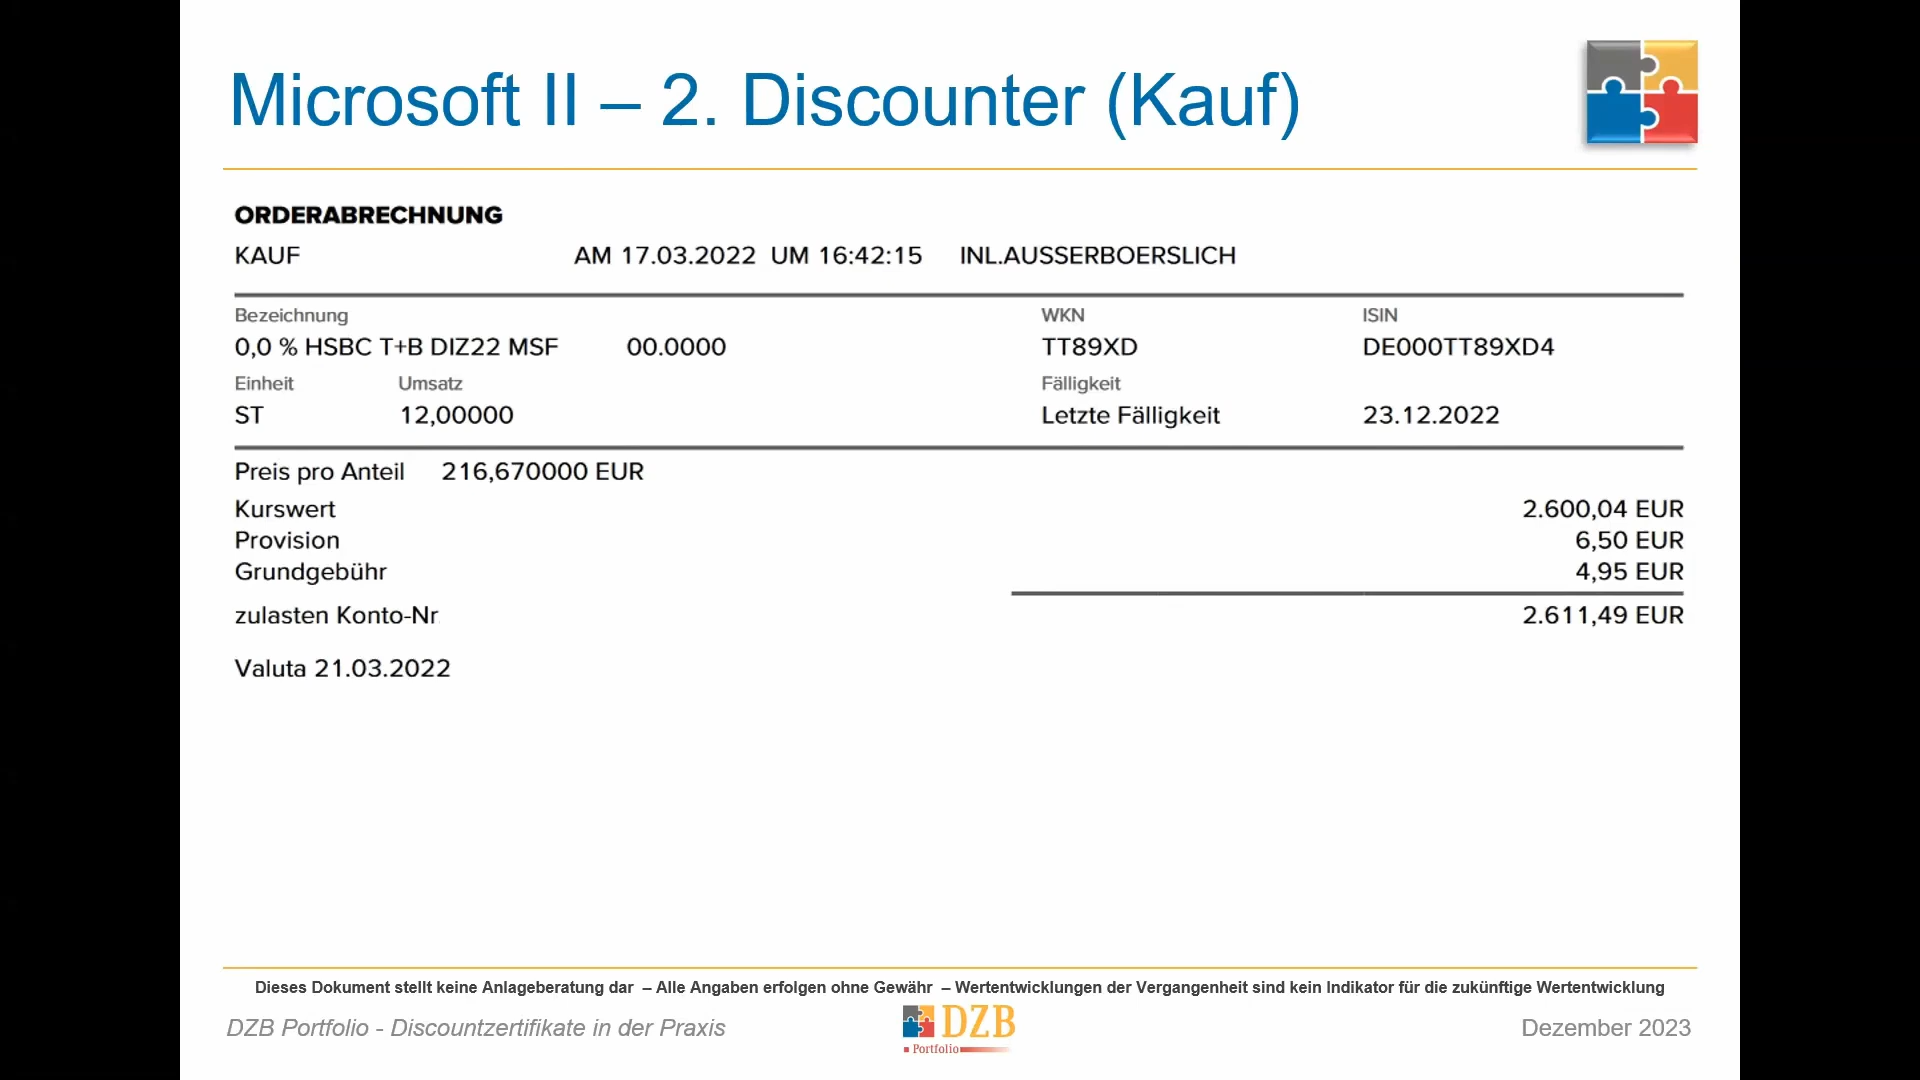 Microsoft II – 2. Discounter (Kauf)
ORDERABRECHNUNG
KAUF AM 17.03.2022 UM 16:42:15 INL.AUSSERBOERSLICH
Bezeichnung WKN ISIN
0,0 % HSBC T+B DIZ22 MSF 00.0000 TT89XD DE000TT89XD4
Einheit Umsatz Fälligkeit
ST 12,00000 Letzte Fälligkeit 23.12.2022
Preis pro Anteil 216,670000 EUR
Kurswert 2.600,04 EUR
Provision 6,50 EUR
Grundgebühr 4,95 EUR
zulasten Konto-Nr 2.611,49 EUR
Valuta 21.03.2022
Dieses Dokument stellt keine Anlageberatung dar – Alle Angaben erfolgen ohne Gewähr – Wertentwicklungen der Vergangenheit sind kein Indikator für die zukünftige Wertentwicklung
DZB Portfolio - Discountzertifikate in der Praxis
DZB
Portfolio
Dezember 2023